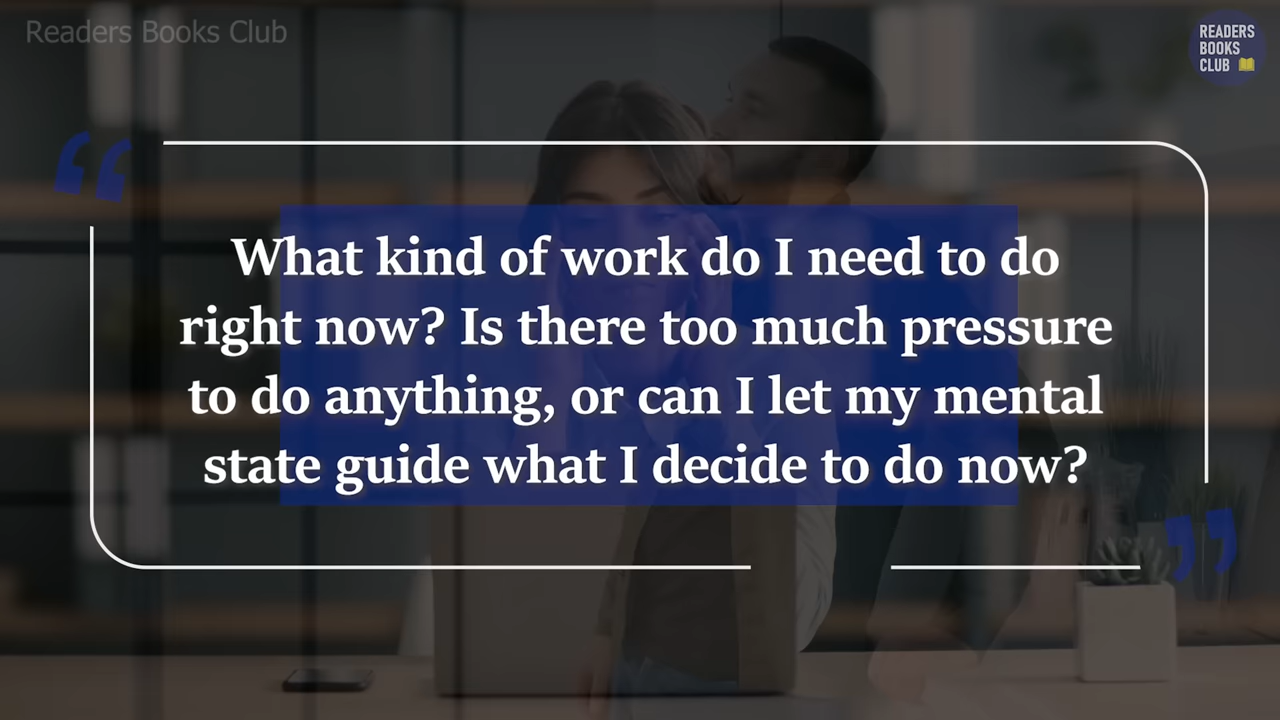 Readers Books Club
READERS
BOOKS
CLUB
“
What kind of work do I need to do
right now? Is there too much pressure
to do anything, or can I let my mental
state guide what I decide to do now?
”